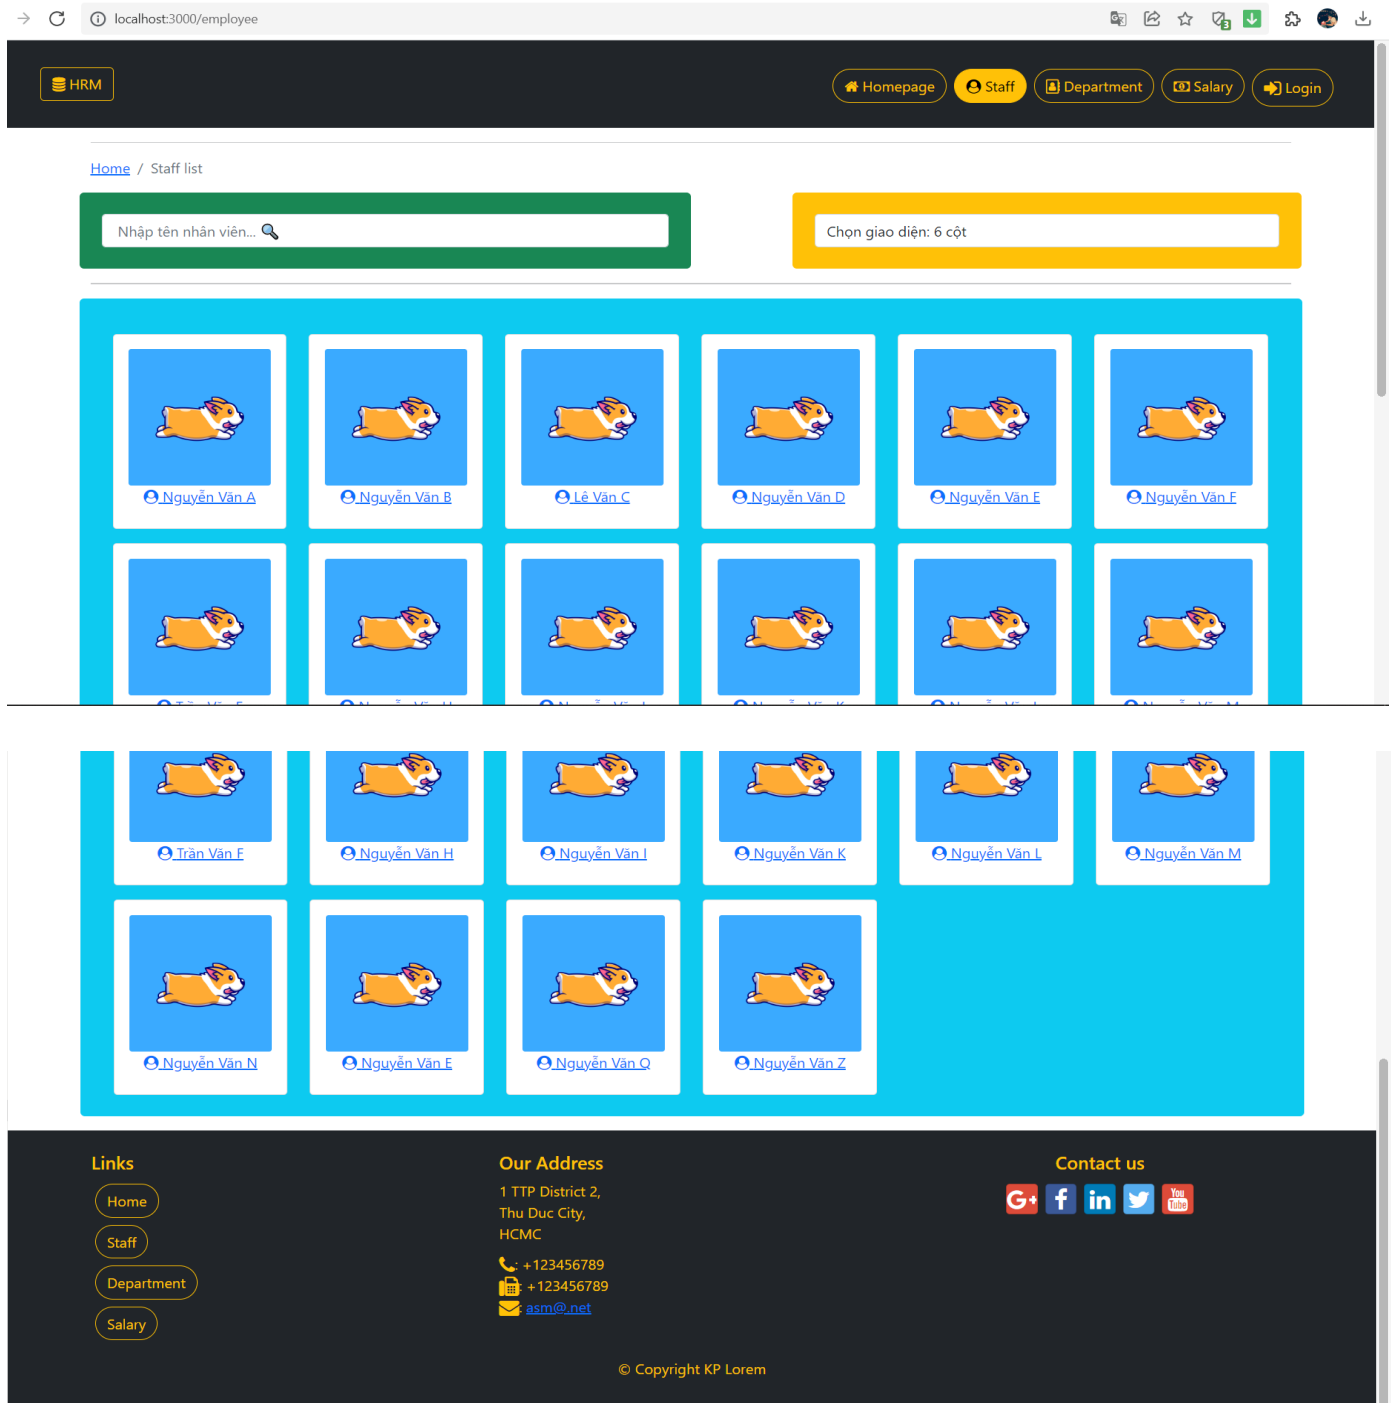 localhost:3000/employee
3
HRM
Homepage
Staff
Department
Salary
Login
Home / Staff list
Nhập tên nhân viên... 🔍
Chọn giao diện: 6 cột
Nguyễn Văn A
Nguyễn Văn B
Lê Văn C
Nguyễn Văn D
Nguyễn Văn E
Nguyễn Văn F
Trần Văn F
Nguyễn Văn H
Nguyễn Văn I
Nguyễn Văn K
Nguyễn Văn L
Nguyễn Văn M
Nguyễn Văn N
Nguyễn Văn E
Nguyễn Văn Q
Nguyễn Văn Z
Links
Home
Staff
Department
Salary
Our Address
1 TTP District 2,
Thu Duc City,
HCMC
: +123456789
: +123456789
: asm@.net
Contact us
G+ f in You Tube
© Copyright KP Lorem